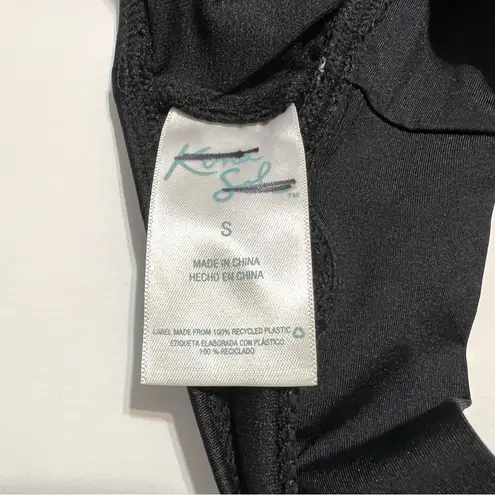 Kona
Sol™
S
MADE IN CHINA
HECHO EN CHINA
LABEL MADE FROM 100% RECYCLED PLASTIC
ETIQUETA ELABORADA CON PLÁSTICO
100 % RECICLADO